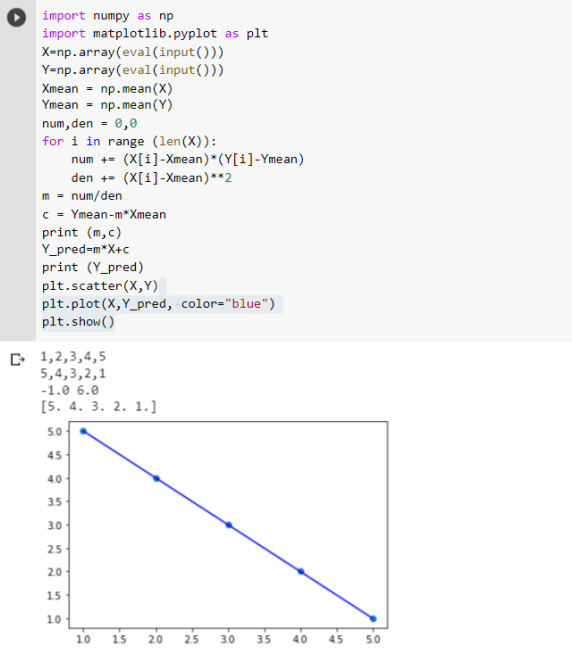 import numpy as np
import matplotlib.pyplot as plt
X=np.array(eval(input()))
Y=np.array(eval(input()))
Xmean = np.mean(X)
Ymean = np.mean(Y)
num,den = 0,0
for i in range (len(X)):
    num += (X[i]-Xmean)*(Y[i]-Ymean)
    den += (X[i]-Xmean)**2
m = num/den
c = Ymean-m*Xmean
print (m,c)
Y_pred=m*X+c
print (Y_pred)
plt.scatter(X,Y)
plt.plot(X,Y_pred, color="blue")
plt.show()
1,2,3,4,5
5,4,3,2,1
-1.0 6.0
[5. 4. 3. 2. 1.]
5.0
4.5
4.0
3.5
3.0
2.5
2.0
1.5
1.0
1.0 1.5 2.0 2.5 3.0 3.5 4.0 4.5 5.0